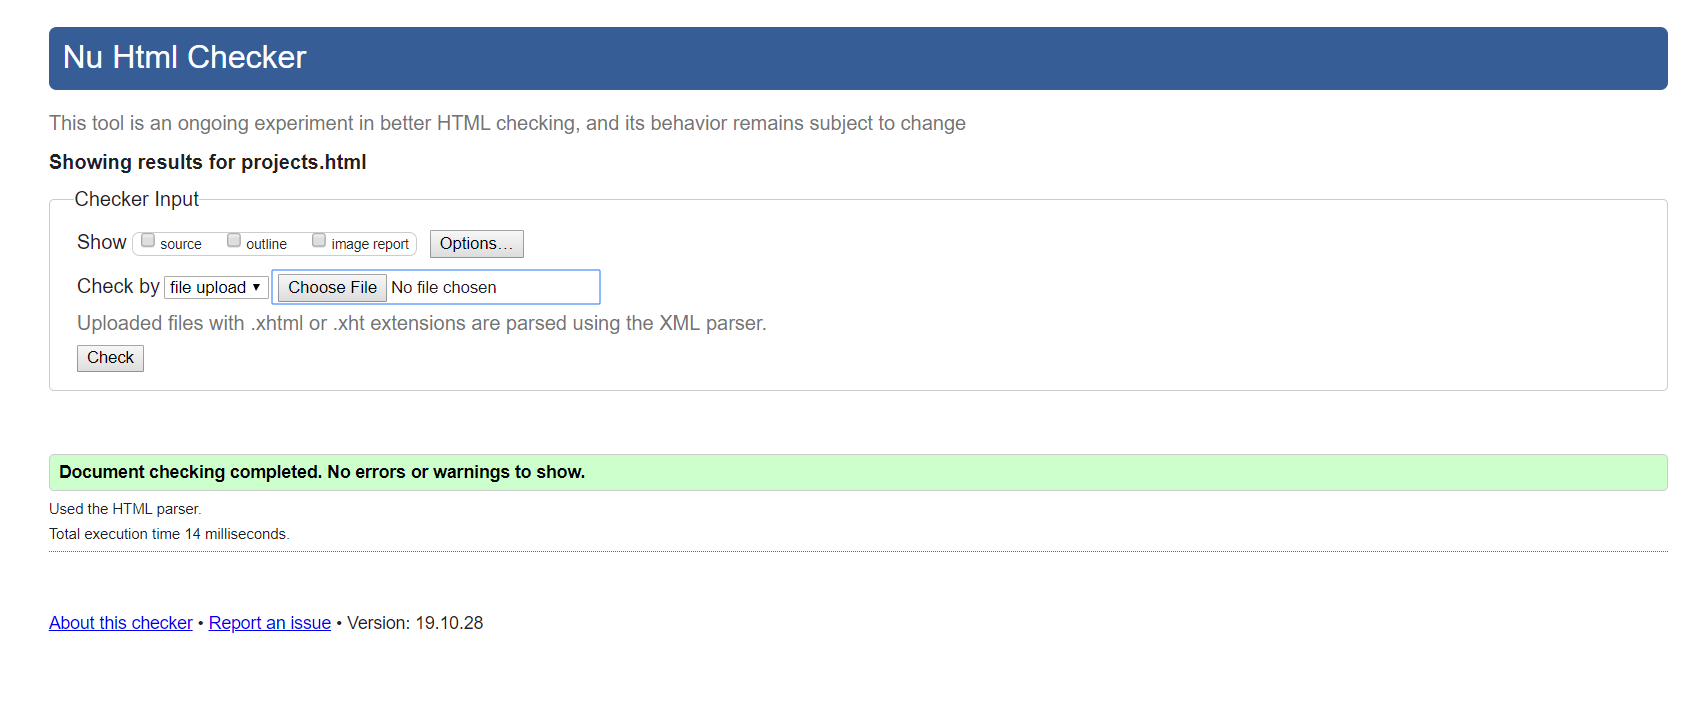 Nu Html Checker
This tool is an ongoing experiment in better HTML checking, and its behavior remains subject to change
Showing results for projects.html
Checker Input
Show source outline image report Options…
Check by file upload Choose File No file chosen
Uploaded files with .xhtml or .xht extensions are parsed using the XML parser.
Check
Document checking completed. No errors or warnings to show.
Used the HTML parser.
Total execution time 14 milliseconds.
About this checker • Report an issue • Version: 19.10.28